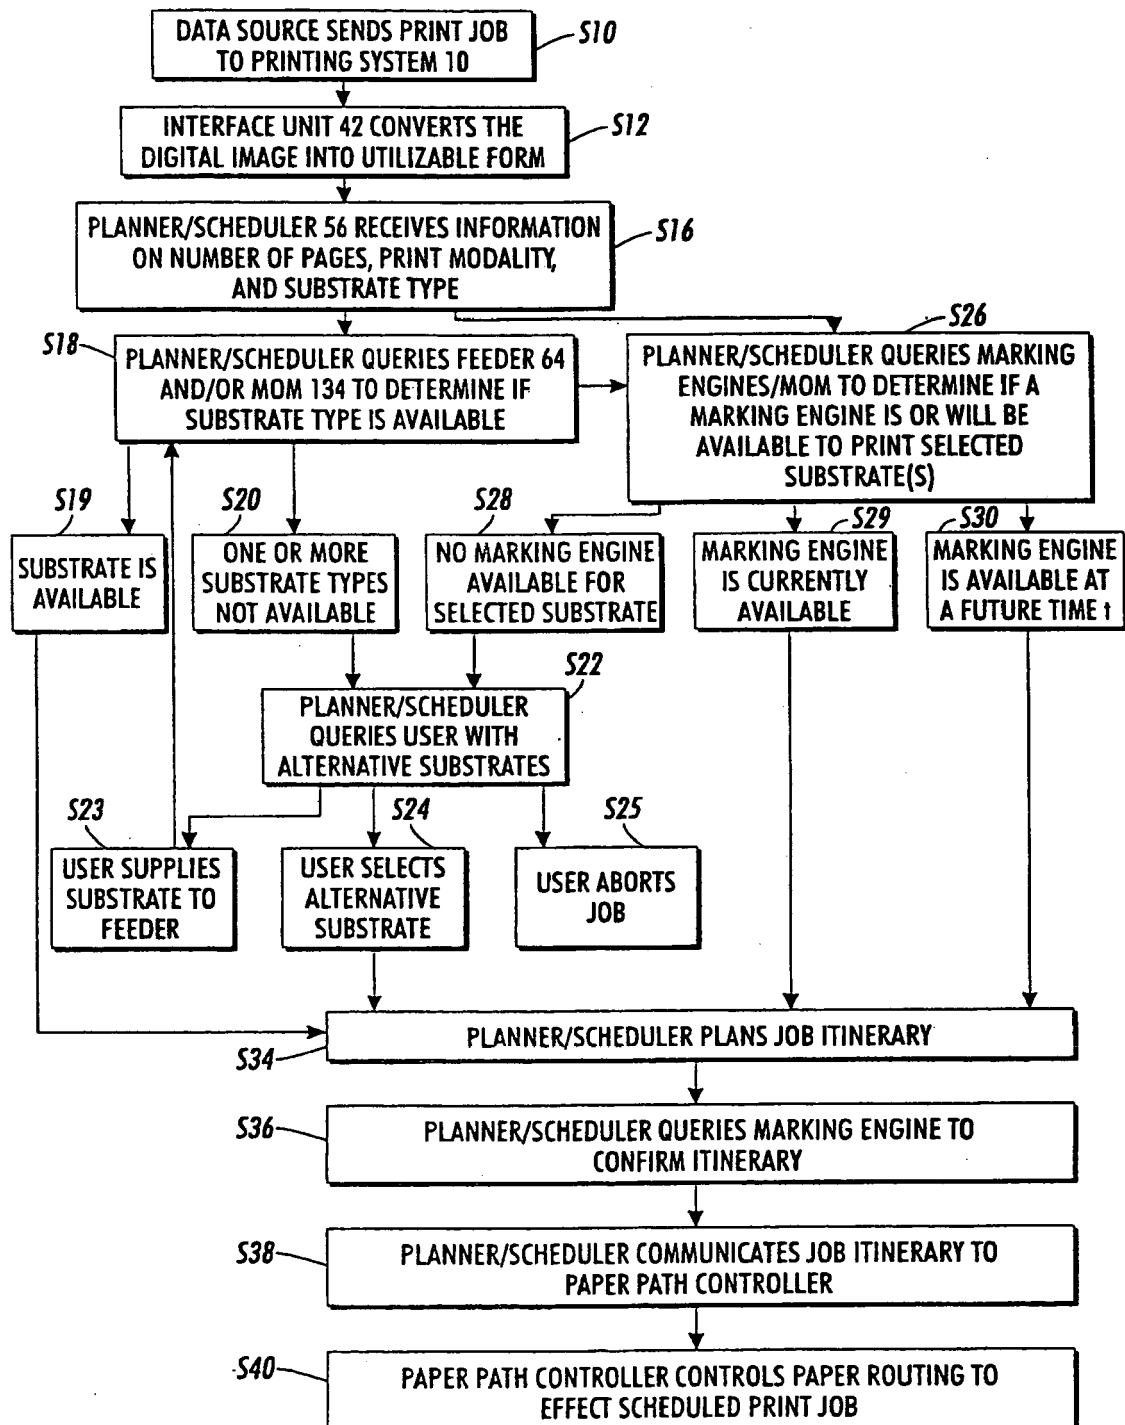 DATA SOURCE SENDS PRINT JOB
TO PRINTING SYSTEM 10
S10
INTERFACE UNIT 42 CONVERTS THE
DIGITAL IMAGE INTO UTILIZABLE FORM
S12
PLANNER/SCHEDULER 56 RECEIVES INFORMATION
ON NUMBER OF PAGES, PRINT MODALITY,
AND SUBSTRATE TYPE
S16
S18
PLANNER/SCHEDULER QUERIES FEEDER 64
AND/OR MOM 134 TO DETERMINE IF
SUBSTRATE TYPE IS AVAILABLE
S26
PLANNER/SCHEDULER QUERIES MARKING
ENGINES/MOM TO DETERMINE IF A
MARKING ENGINE IS OR WILL BE
AVAILABLE TO PRINT SELECTED
SUBSTRATE(S)
S19
SUBSTRATE IS
AVAILABLE
S20
ONE OR MORE
SUBSTRATE TYPES
NOT AVAILABLE
S28
NO MARKING ENGINE
AVAILABLE FOR
SELECTED SUBSTRATE
S29
MARKING ENGINE
IS CURRENTLY
AVAILABLE
S30
MARKING ENGINE
IS AVAILABLE AT
A FUTURE TIME t
S22
PLANNER/SCHEDULER
QUERIES USER WITH
ALTERNATIVE SUBSTRATES
S23
USER SUPPLIES
SUBSTRATE TO
FEEDER
S24
USER SELECTS
ALTERNATIVE
SUBSTRATE
S25
USER ABORTS
JOB
PLANNER/SCHEDULER PLANS JOB ITINERARY
S34
S36
PLANNER/SCHEDULER QUERIES MARKING ENGINE TO
CONFIRM ITINERARY
S38
PLANNER/SCHEDULER COMMUNICATES JOB ITINERARY TO
PAPER PATH CONTROLLER
S40
PAPER PATH CONTROLLER CONTROLS PAPER ROUTING TO
EFFECT SCHEDULED PRINT JOB